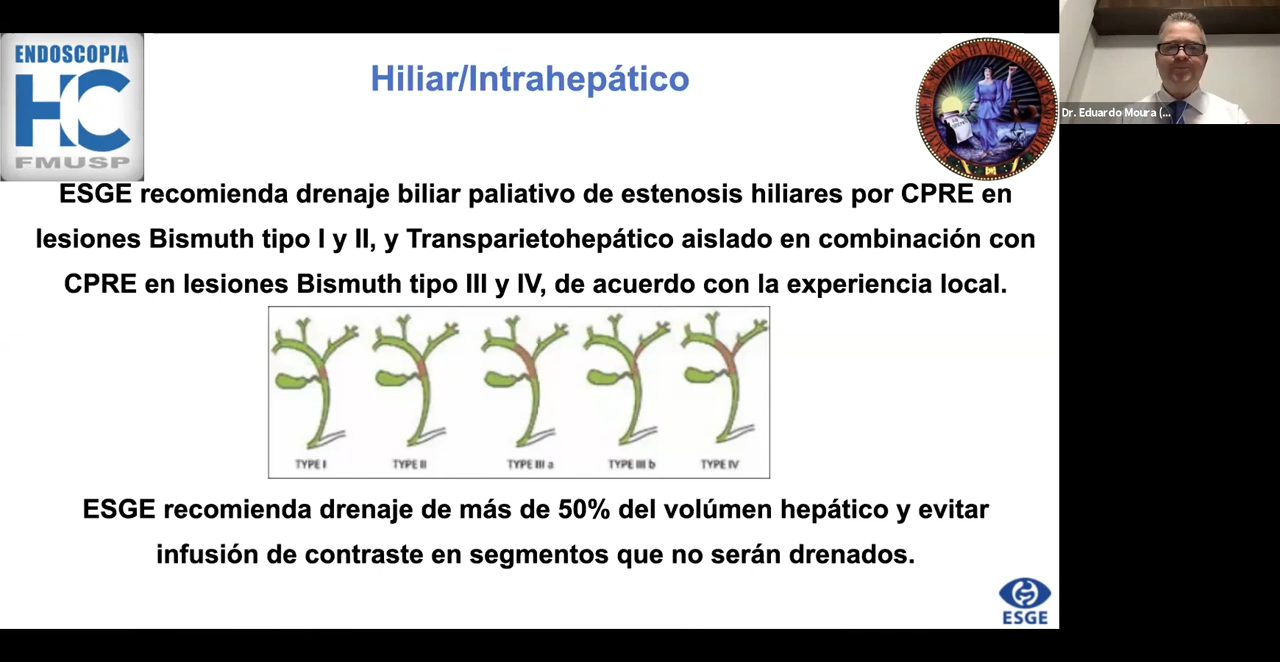 ENDOSCOPIA
HC
FMUSP
Hiliar/Intrahepático
Dr. Eduardo Moura (...
ESGE recomienda drenaje biliar paliativo de estenosis hiliares por CPRE en
lesiones Bismuth tipo I y II, y Transparietohepático aislado en combinación con
CPRE en lesiones Bismuth tipo III y IV, de acuerdo con la experiencia local.
TYPE I TYPE II TYPE III a TYPE III b TYPE IV
ESGE recomienda drenaje de más de 50% del volúmen hepático y evitar
infusión de contraste en segmentos que no serán drenados.
ESGE